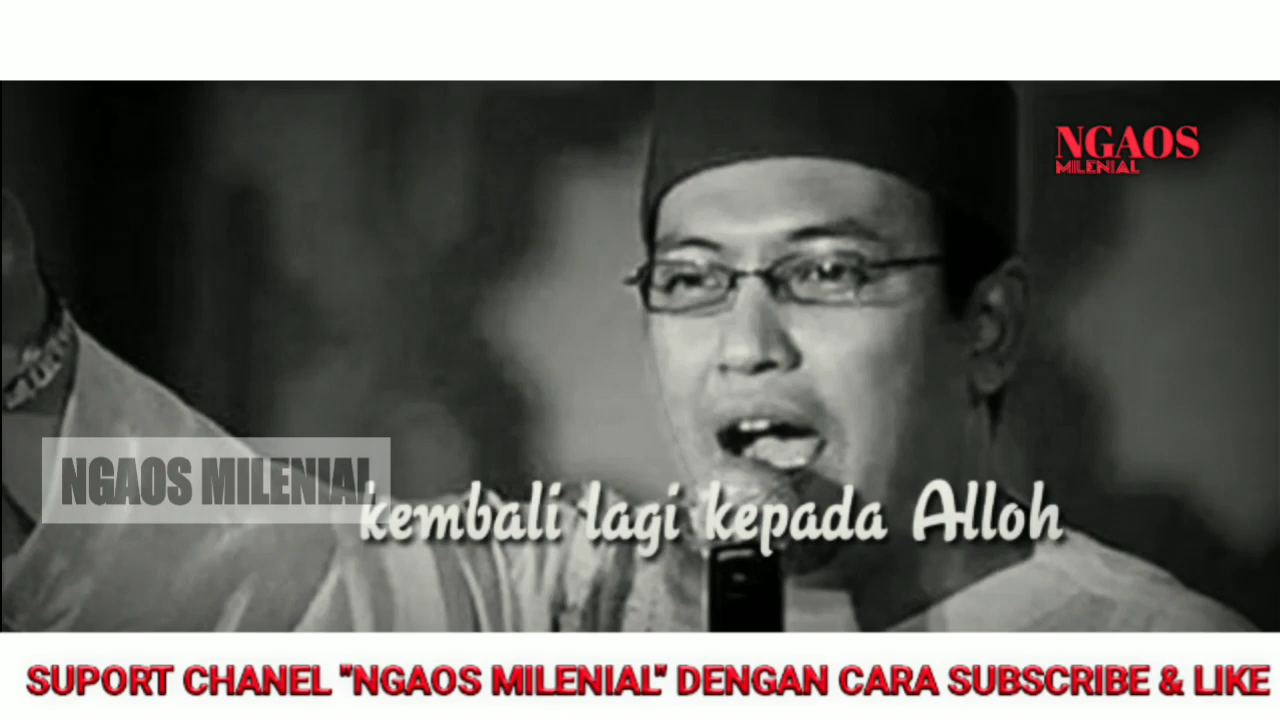 NGAOS
MILENIAL
NGAOS MILENIAL
kembali lagi kepada Alloh
SUPORT CHANEL "NGAOS MILENIAL" DENGAN CARA SUBSCRIBE & LIKE